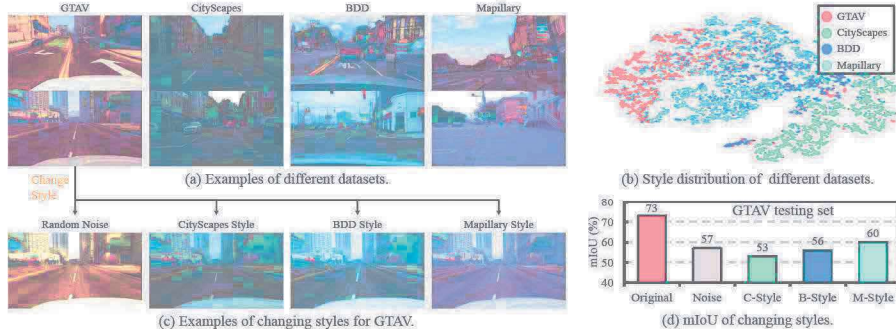 GTAV
CityScapes
BDD
Mapillary
(a) Examples of different datasets.
Change
Style
Random Noise
CityScapes Style
BDD Style
Mapillary Style
(c) Examples of changing styles for GTAV.
GTAV
CityScapes
BDD
Mapillary
(b) Style distribution of different datasets.
80
70
60
50
40
mIoU (%)
GTAV testing set
73
57
53
56
60
Original
Noise
C-Style
B-Style
M-Style
(d) mIoU of changing styles.